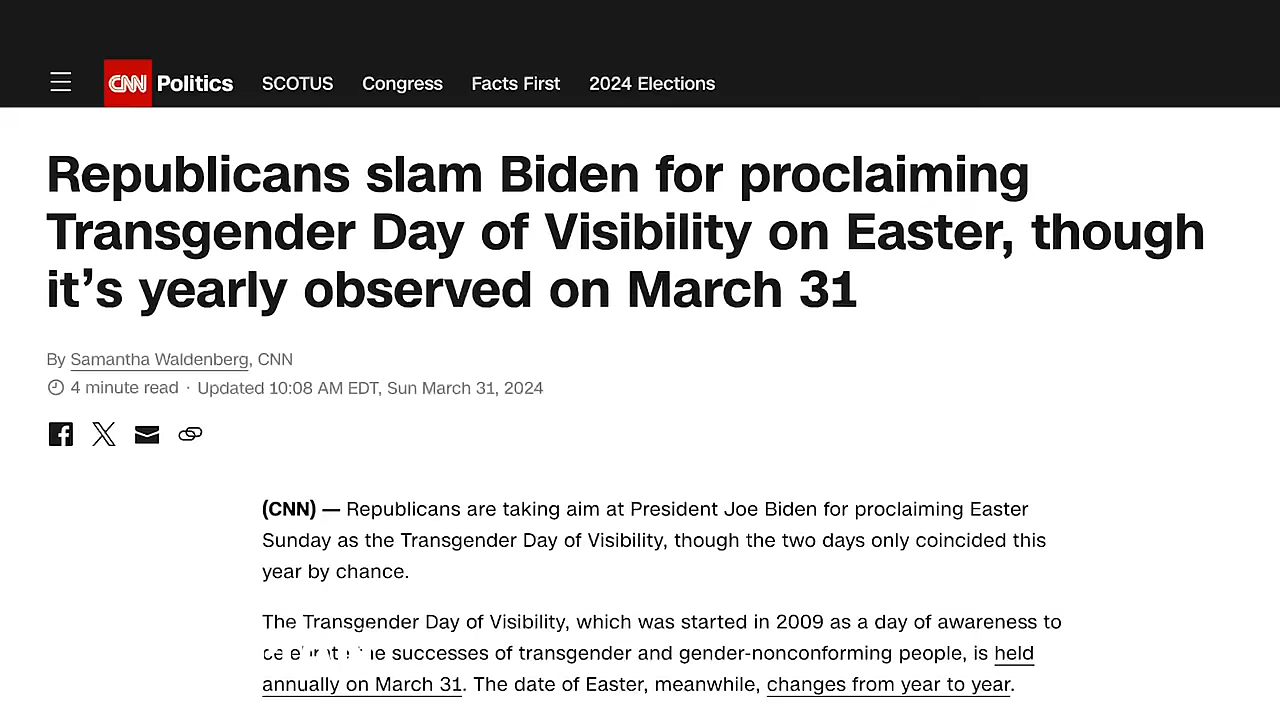 CNN Politics SCOTUS Congress Facts First 2024 Elections
Republicans slam Biden for proclaiming
Transgender Day of Visibility on Easter, though
it’s yearly observed on March 31
By Samantha Waldenberg, CNN
4 minute read · Updated 10:08 AM EDT, Sun March 31, 2024
(CNN) — Republicans are taking aim at President Joe Biden for proclaiming Easter
Sunday as the Transgender Day of Visibility, though the two days only coincided this
year by chance.
The Transgender Day of Visibility, which was started in 2009 as a day of awareness to
successes of transgender and gender-nonconforming people, is held
annually on March 31. The date of Easter, meanwhile, changes from year to year.